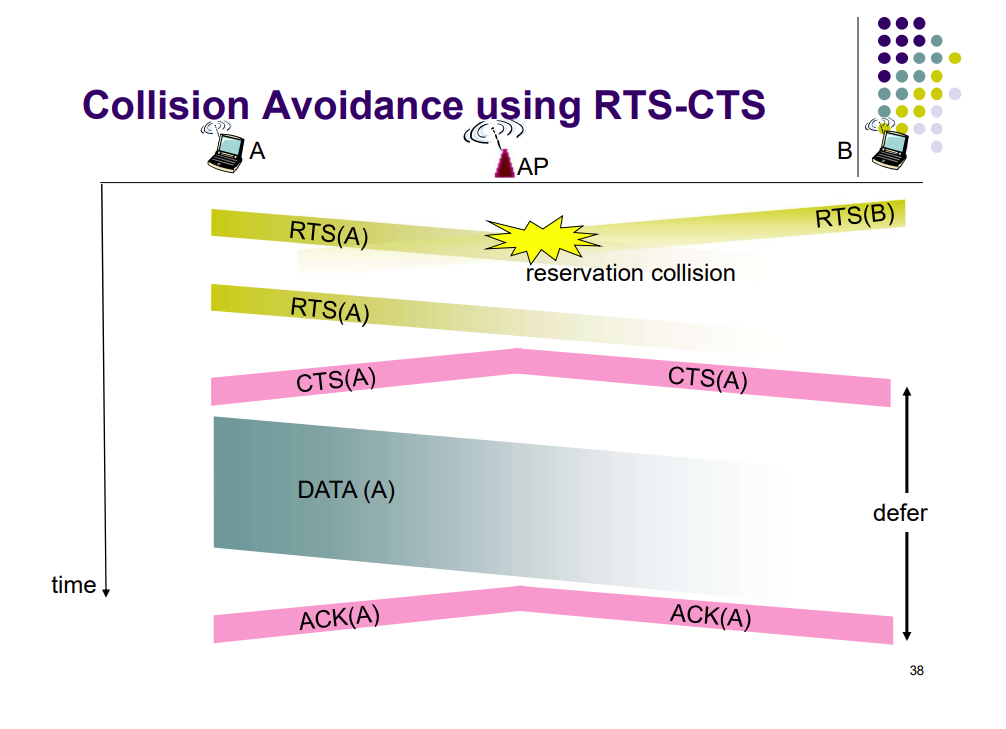 Collision Avoidance using RTS-CTS
A
AP
B
RTS(A)
RTS(B)
reservation collision
RTS(A)
CTS(A)
CTS(A)
DATA (A)
defer
time
ACK(A)
ACK(A)
38